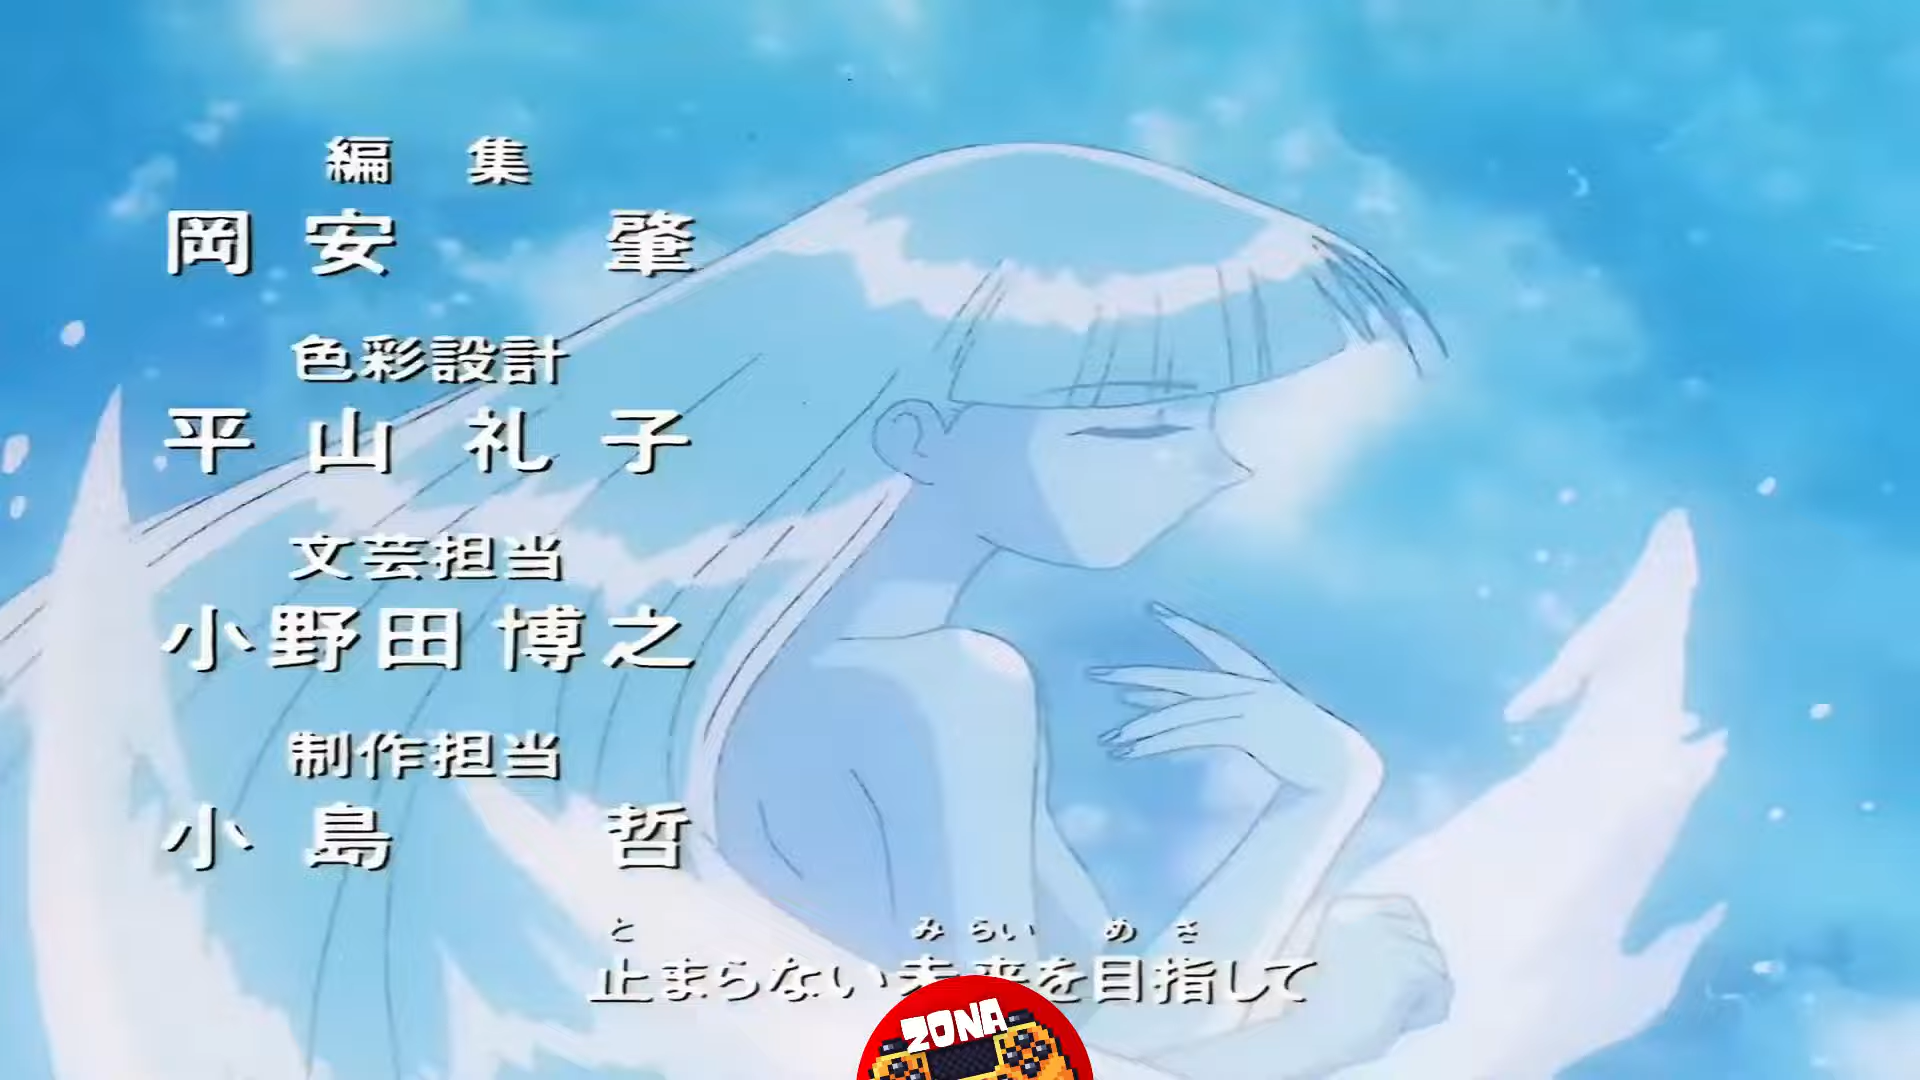 編集
岡安 肇
色彩設計
平山礼子
文芸担当
小野田博之
制作担当
小島 哲
と みらい め ざ
止まらない未来を目指して
ZONA